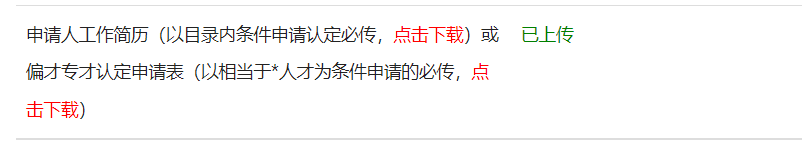 申请人工作简历（以目录内条件申请认定必传，点击下载）或 已上传
偏才专才认定申请表（以相当于*人才为条件申请的必传，点
击下载）